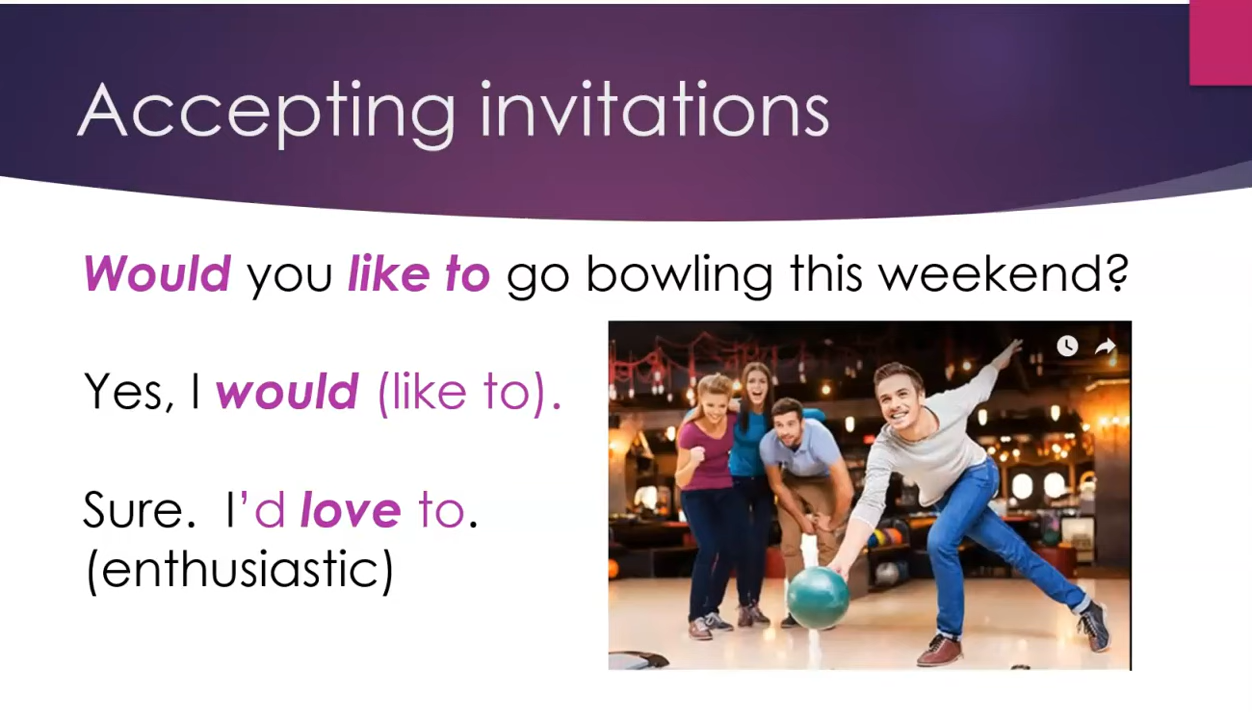 Accepting invitations
Would you like to go bowling this weekend?
Yes, I would (like to).
Sure. I'd love to.
(enthusiastic)